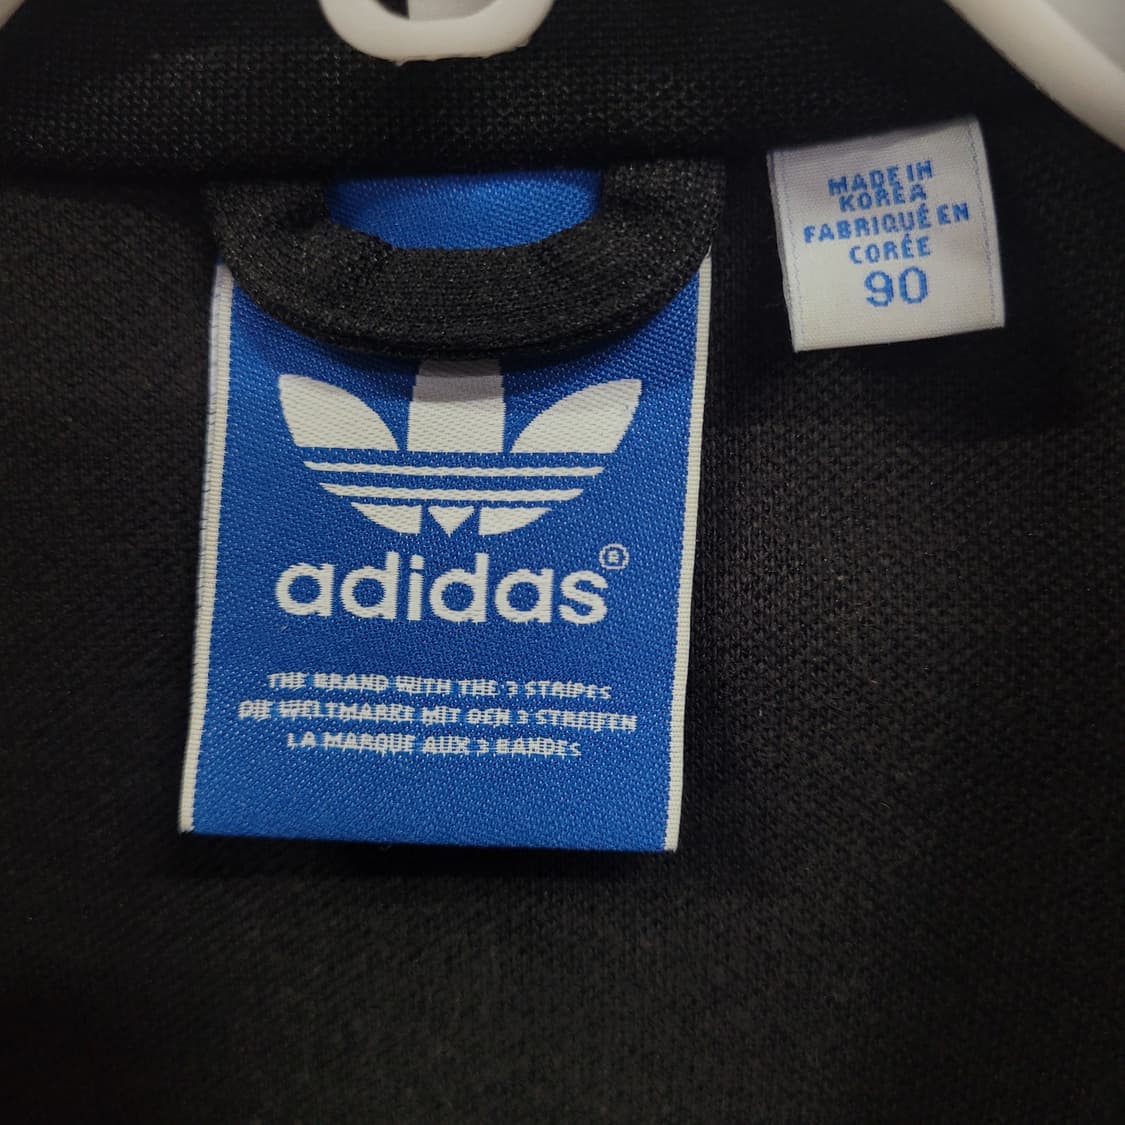 adidas®
THE BRAND WITH THE 3 STRIPES
DIE WELTMARKE MIT DEN 3 STREIFEN
LA MARQUE AUX 3 BANDES
MADE IN
KOREA
FABRIQUÉ EN
CORÉE
90